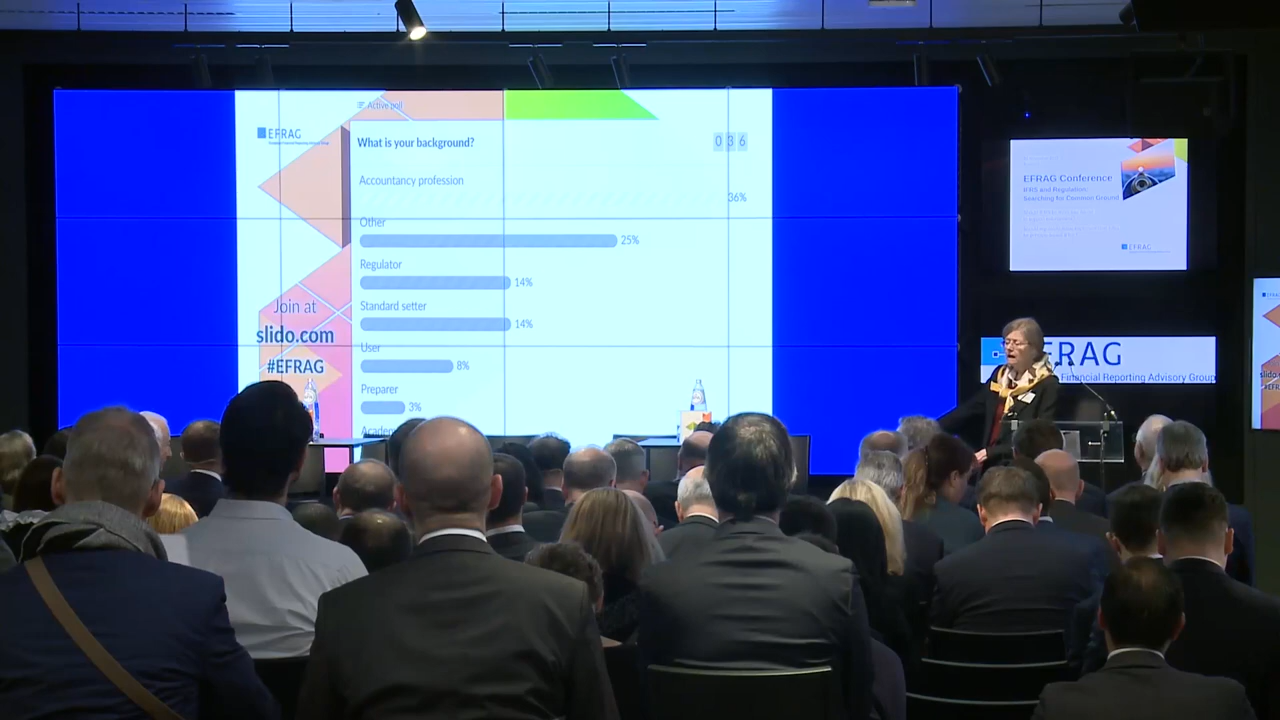 Active poll
EFRAG
What is your background?
036
Accountancy profession
36%
Other
25%
Regulator
14%
Standard setter
14%
User
8%
Preparer
3%
Join at
slido.com
#EFRAG
EFRAG Conference
IFRS and Regulation:
Searching for Common Ground
EFRAG
FRAG
Financial Reporting Advisory Group